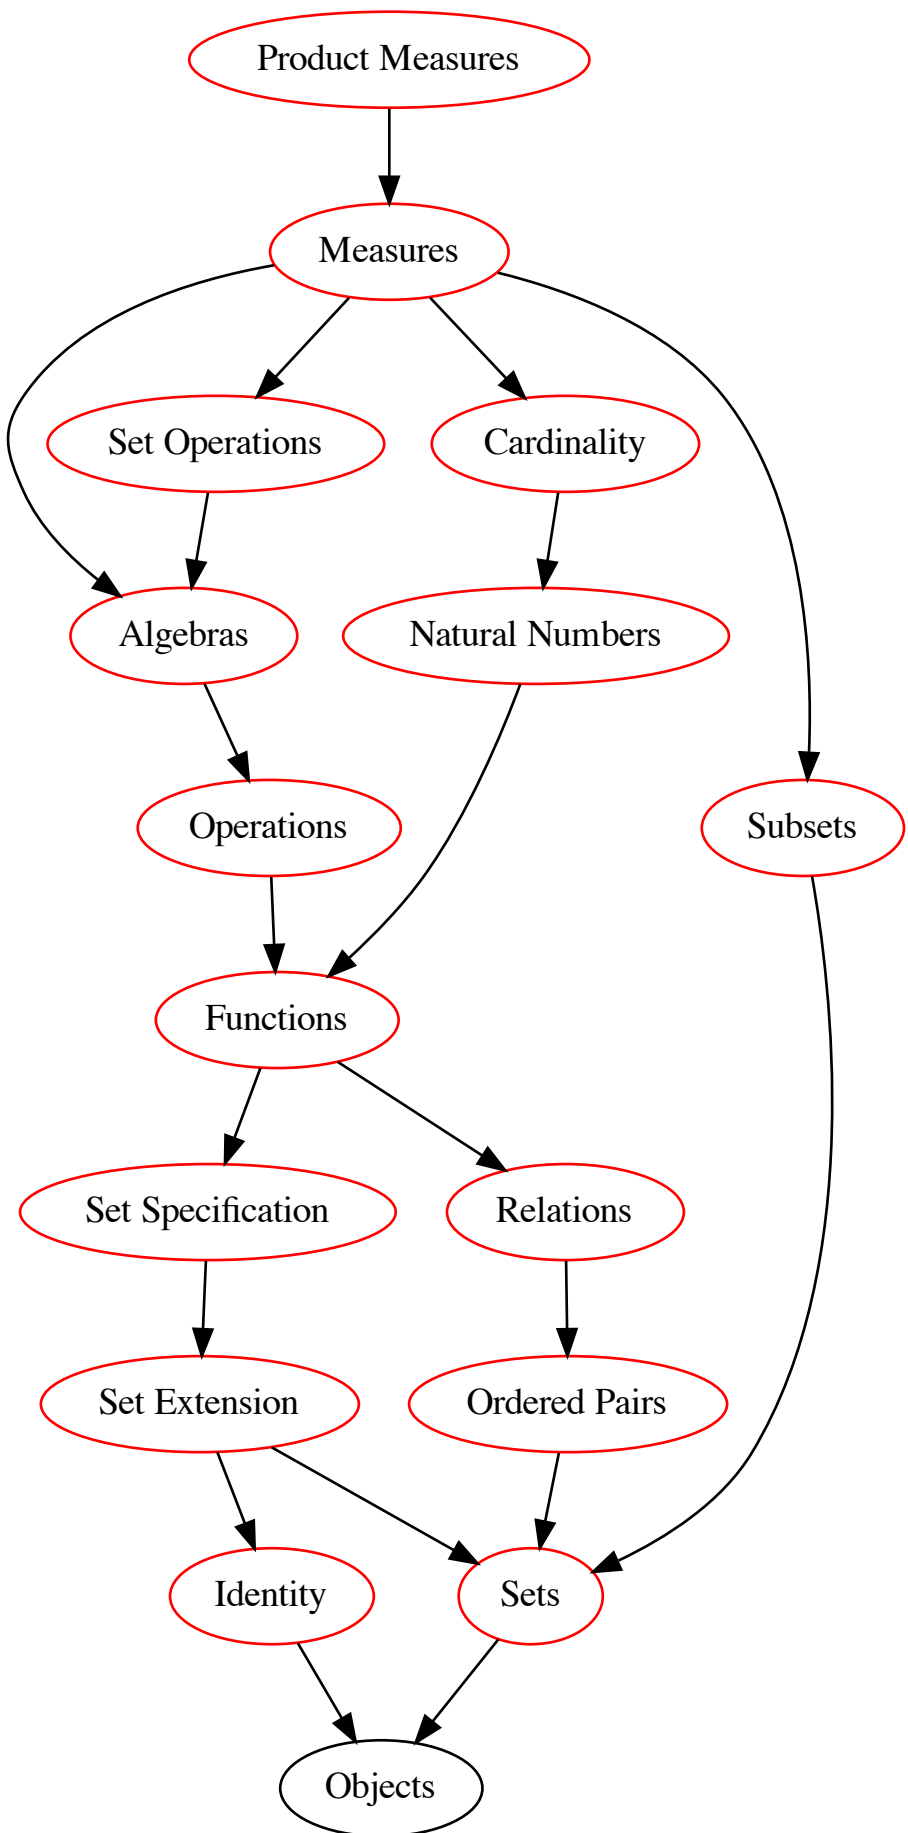 Product Measures
Measures
Set Operations
Cardinality
Algebras
Natural Numbers
Operations
Subsets
Functions
Set Specification
Relations
Set Extension
Ordered Pairs
Identity
Sets
Objects